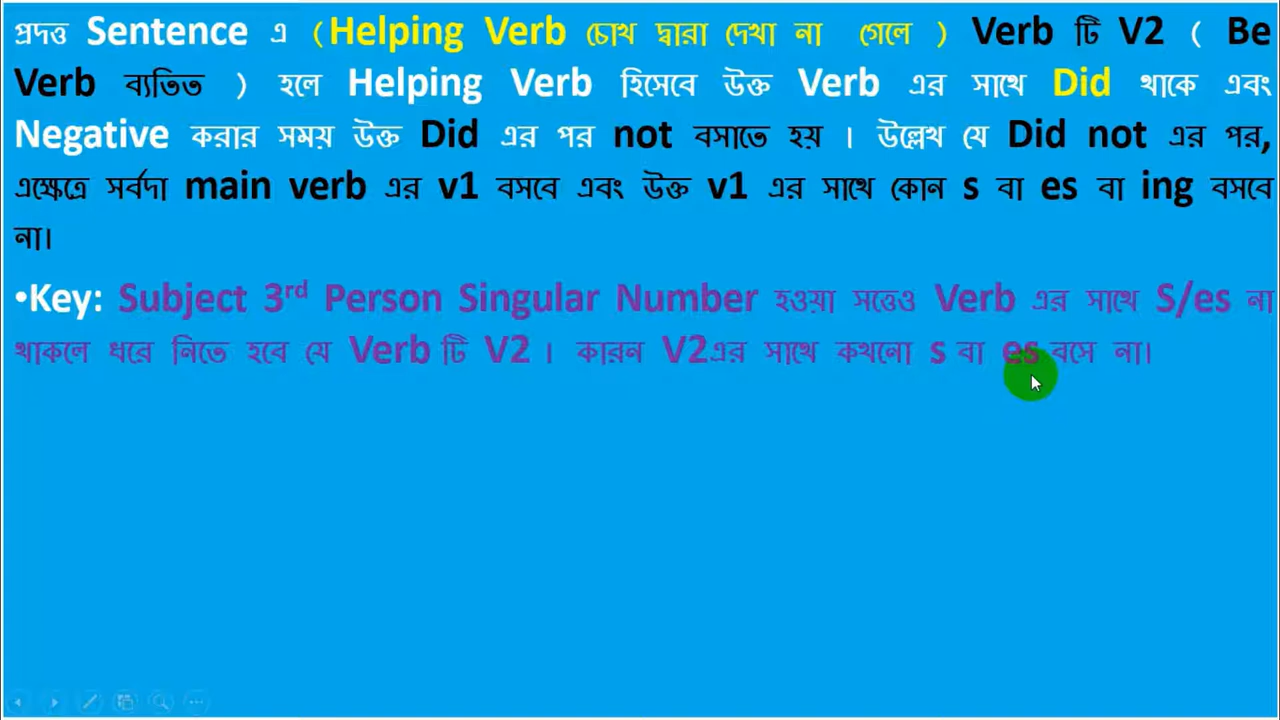 প্রদত্ত Sentence এ (Helping Verb চোখ দ্বারা দেখা না গেলে ) Verb টি V2 ( Be
Verb ব্যতিত ) হলে Helping Verb হিসেবে উক্ত Verb এর সাথে Did থাকে এবং
Negative করার সময় উক্ত Did এর পর not বসাতে হয় । উল্লেখ যে Did not এর পর,
এক্ষেত্রে সর্বদা main verb এর v1 বসবে এবং উক্ত v1 এর সাথে কোন s বা es বা ing বসবে
না।
•Key: Subject 3rd Person Singular Number হওয়া সত্তেও Verb এর সাথে S/es না
থাকলে ধরে নিতে হবে যে Verb টি V2 । কারন V2এর সাথে কখনো s বা es বসে না।